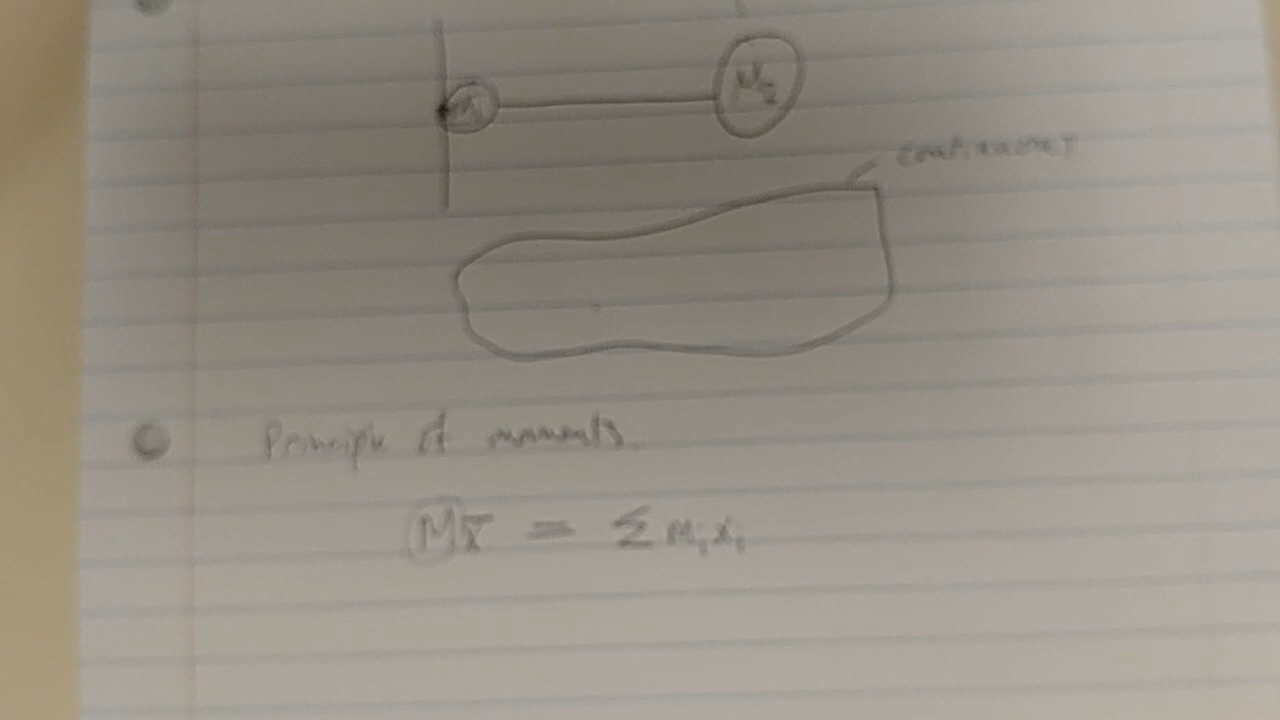 M1
M2
continuous
Principle of moments.
Mx̄ = Σ mᵢxᵢ